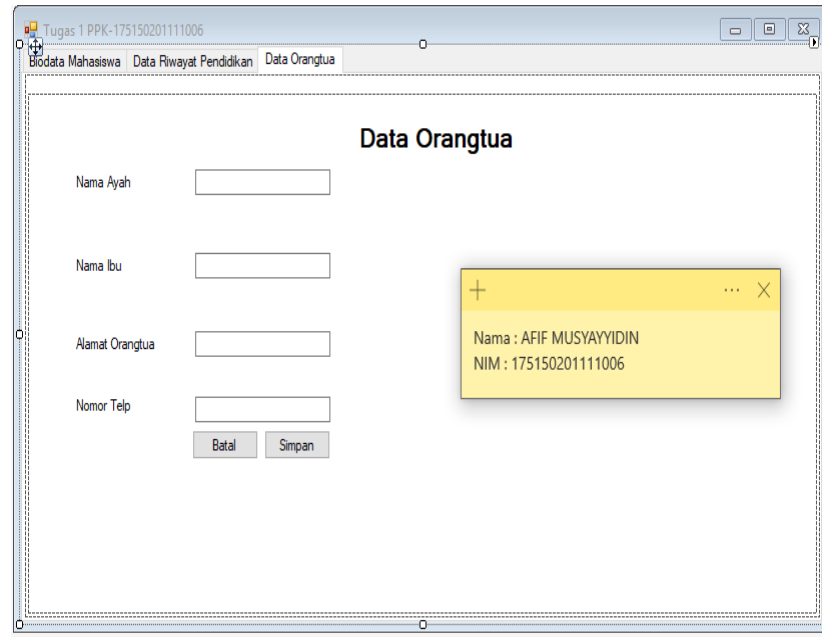 Tugas 1 PPK-175150201111006
Biodata Mahasiswa Data Riwayat Pendidikan Data Orangtua
Data Orangtua
Nama Ayah
Nama Ibu
Alamat Orangtua
Nomor Telp
Batal Simpan
Nama : AFIF MUSYAYYIDIN
NIM : 175150201111006